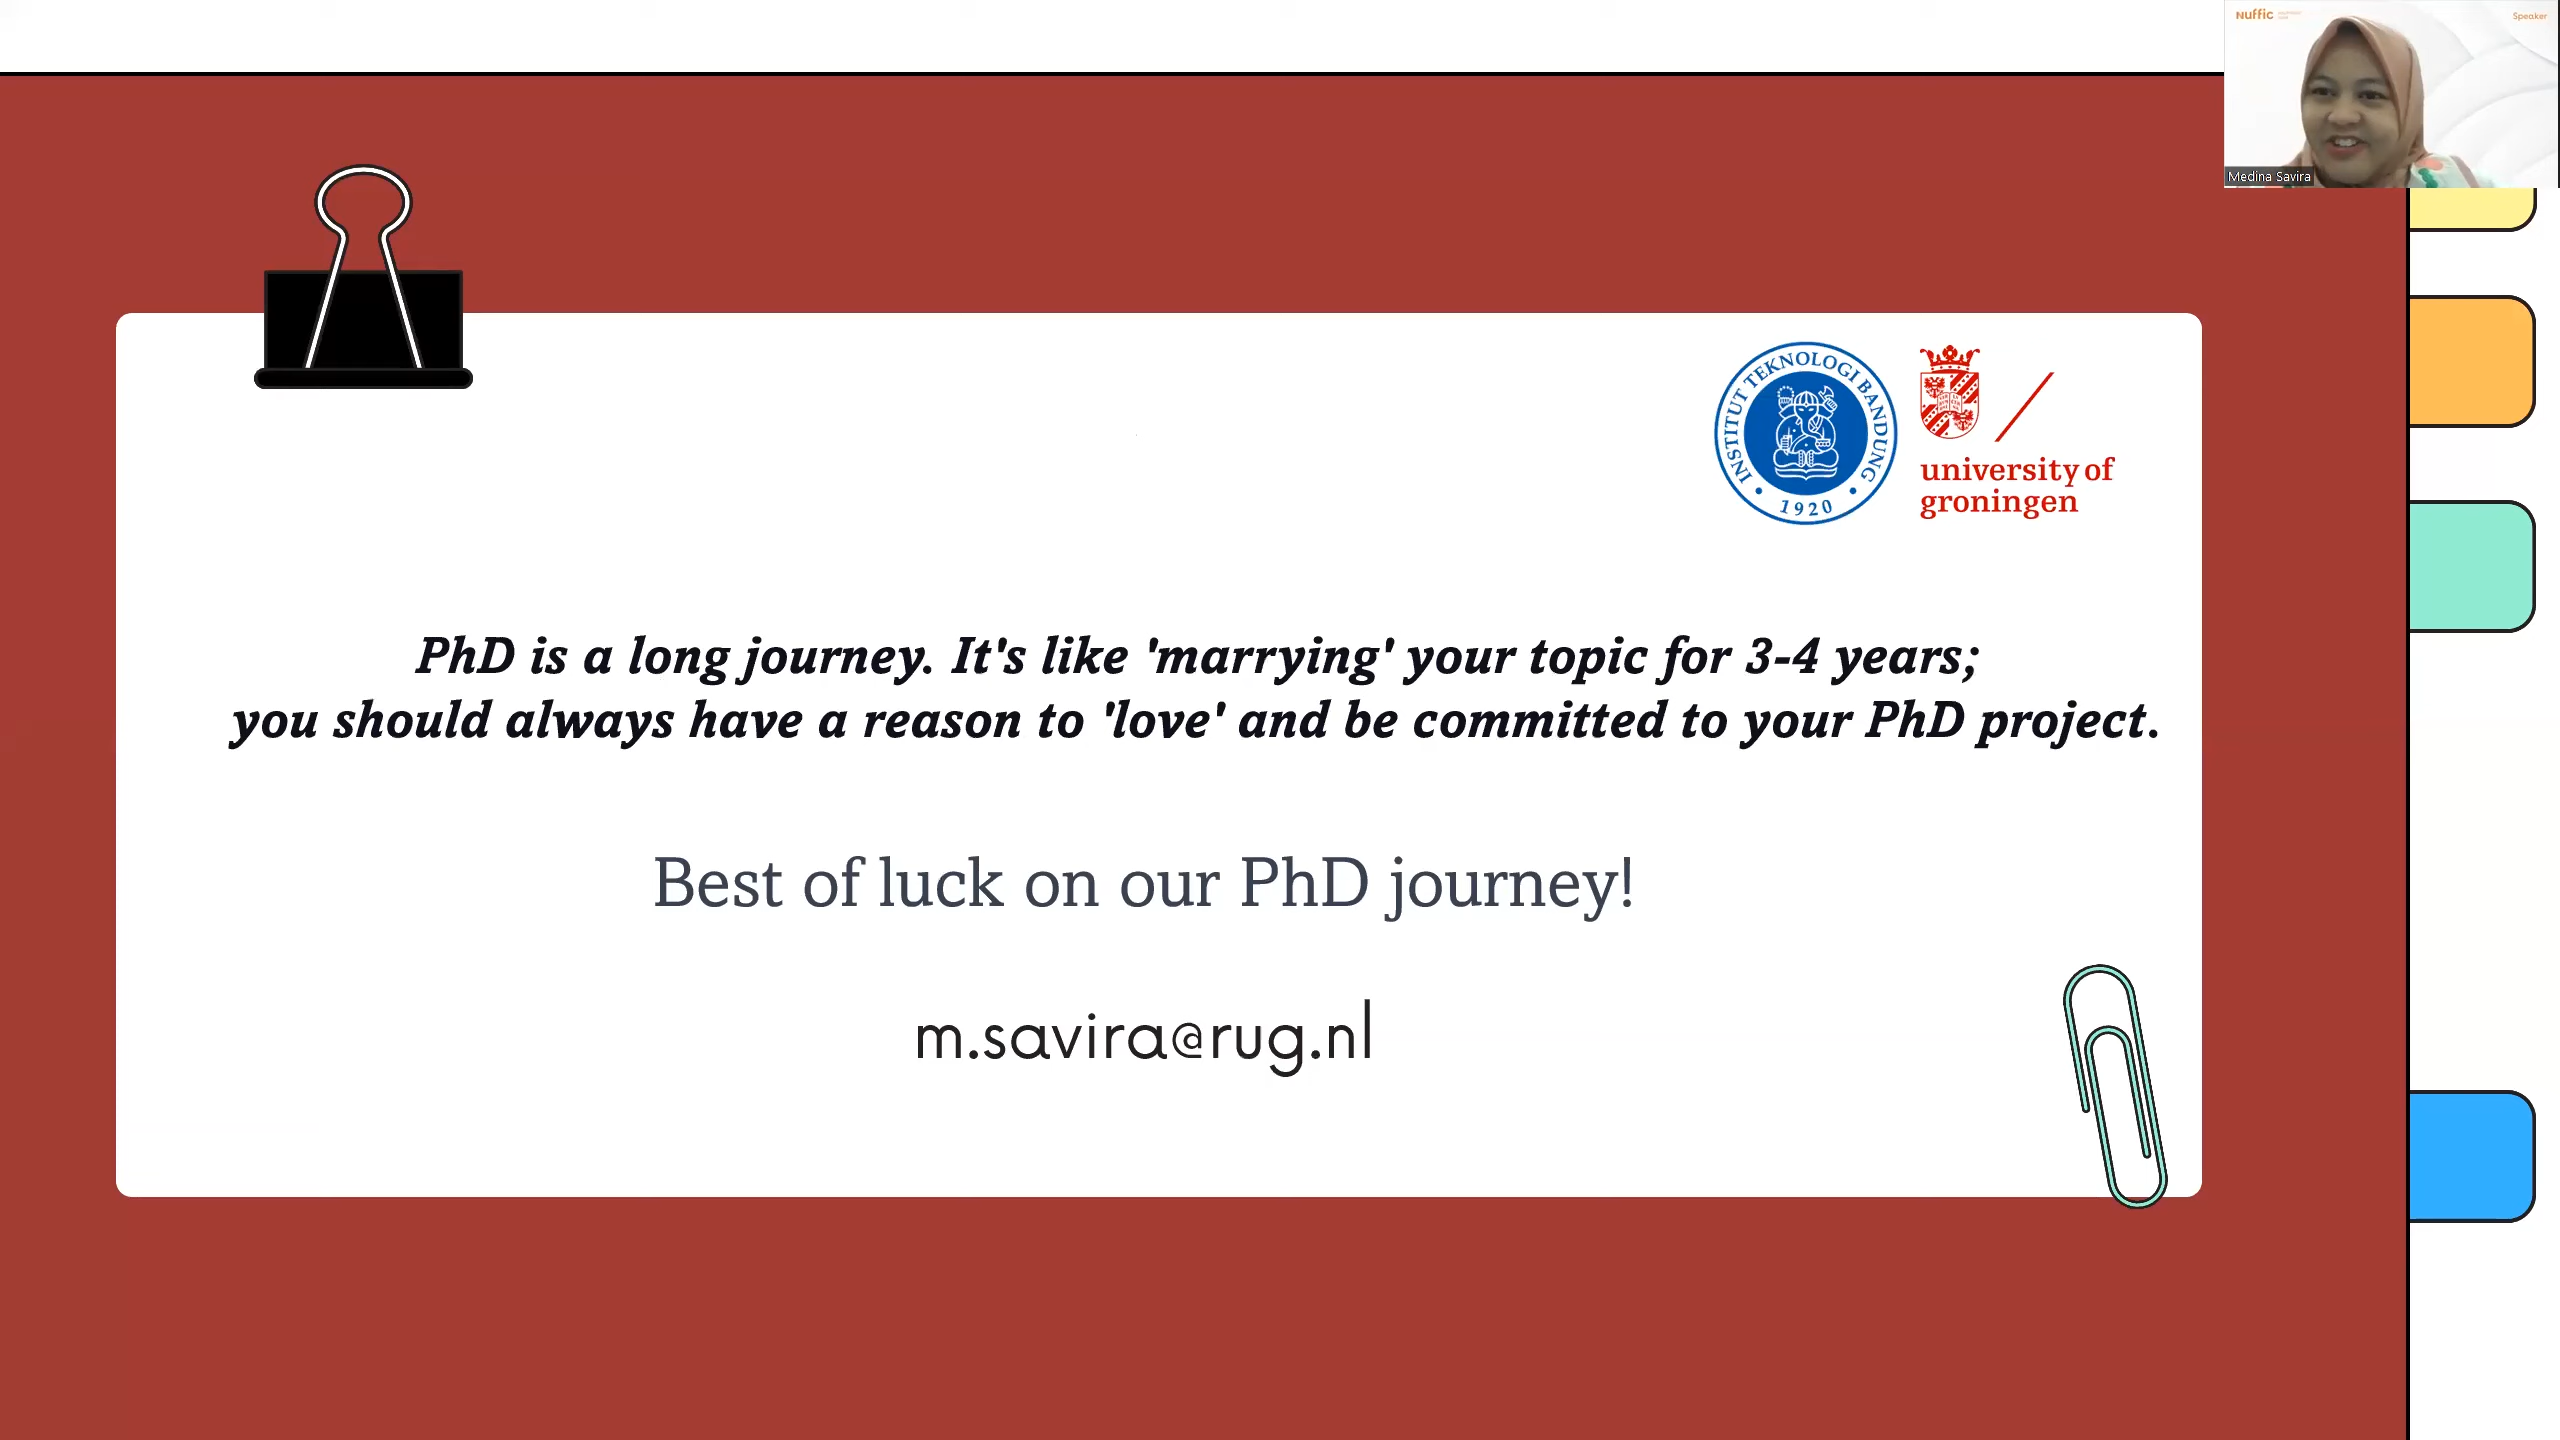 Nuffic
Speaker
Medina Savira
INSTITUT TEKNOLOGI BANDUNG
1920
university of
groningen
PhD is a long journey. It's like 'marrying' your topic for 3-4 years;
you should always have a reason to 'love' and be committed to your PhD project.
Best of luck on our PhD journey!
m.savira@rug.nl